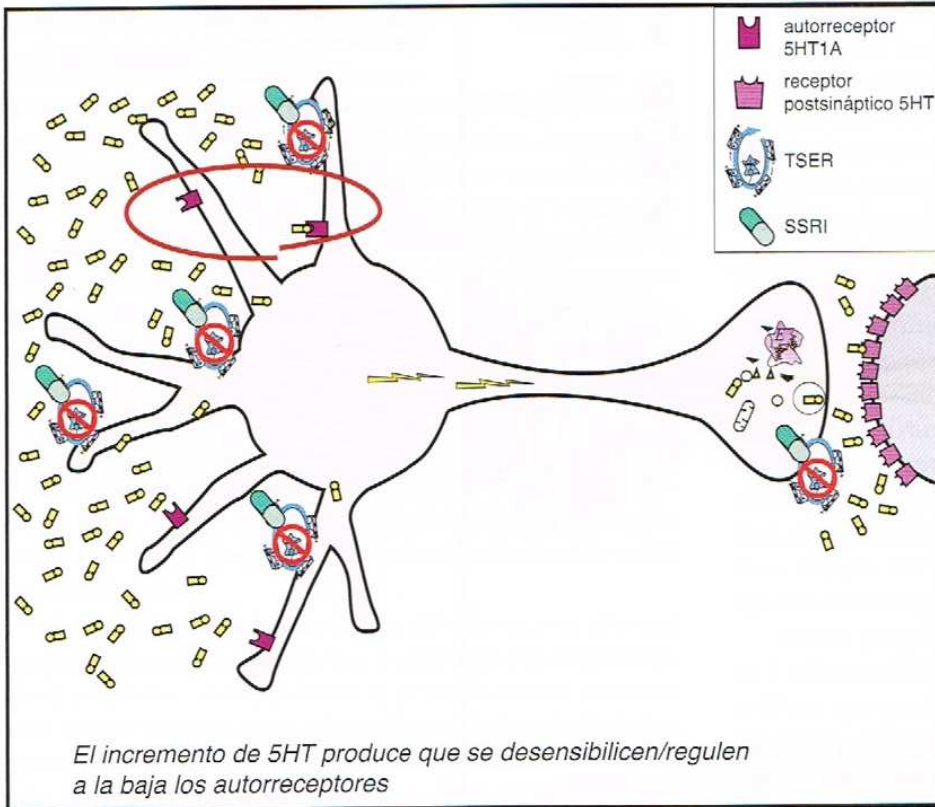 autorreceptor
5HT1A
receptor
postsináptico 5HT
TSER
SSRI
El incremento de 5HT produce que se desensibilicen/regulen
a la baja los autorreceptores